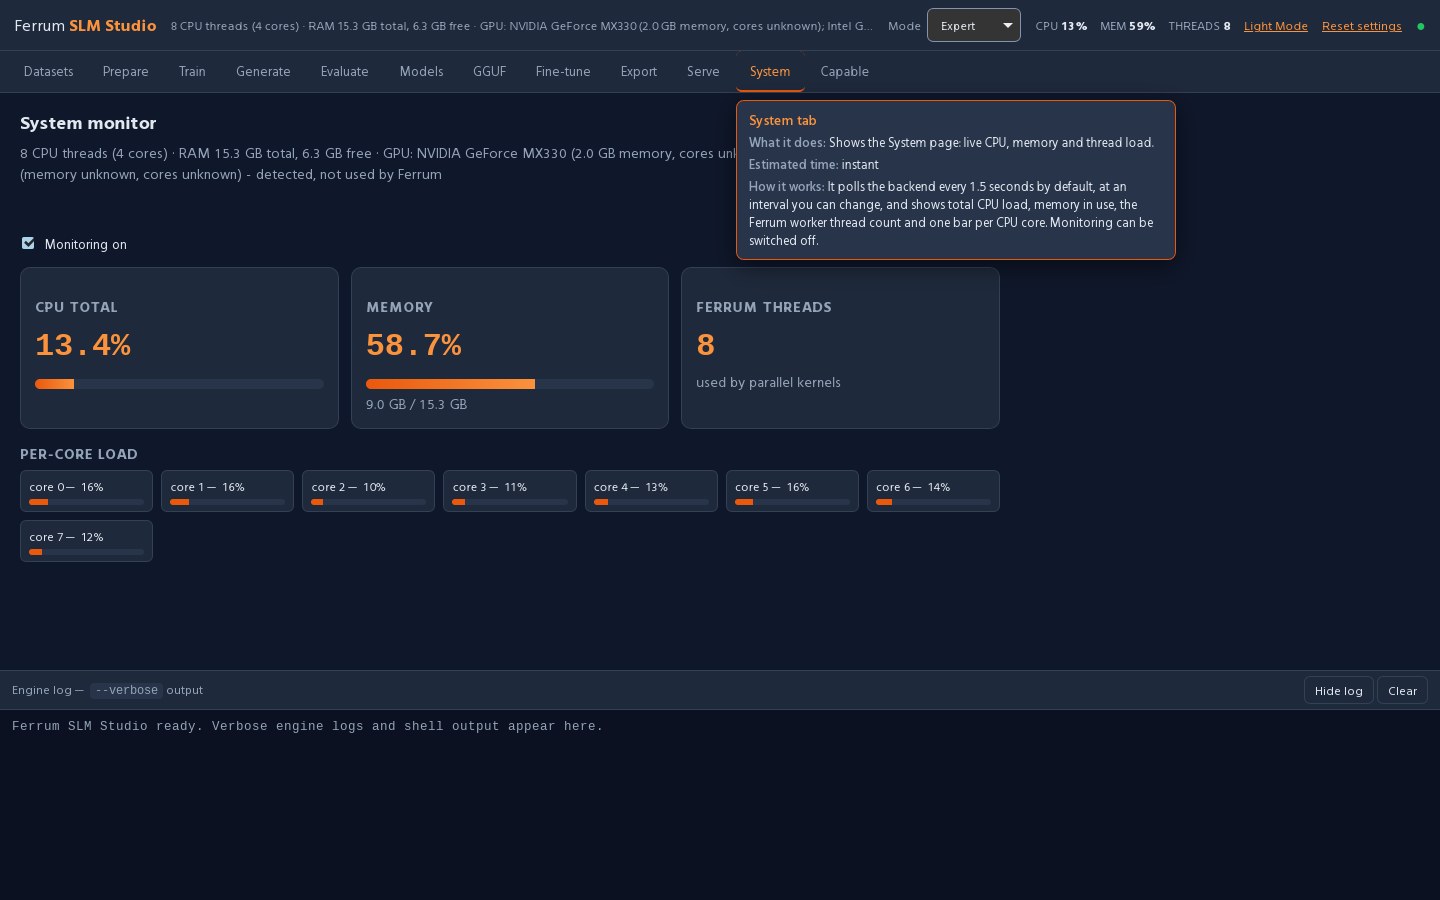 Ferrum SLM Studio 8 CPU threads (4 cores) · RAM 15.3 GB total, 6.3 GB free · GPU: NVIDIA GeForce MX330 (2.0 GB memory, cores unknown); Intel G... Mode Expert CPU 13% MEM 59% THREADS 8 Light Mode Reset settings
Datasets Prepare Train Generate Evaluate Models GGUF Fine-tune Export Serve System Capable
System monitor
8 CPU threads (4 cores) · RAM 15.3 GB total, 6.3 GB free · GPU: NVIDIA GeForce MX330 (2.0 GB memory, cores unk
(memory unknown, cores unknown) - detected, not used by Ferrum
System tab
What it does: Shows the System page: live CPU, memory and thread load.
Estimated time: instant
How it works: It polls the backend every 1.5 seconds by default, at an
interval you can change, and shows total CPU load, memory in use, the
Ferrum worker thread count and one bar per CPU core. Monitoring can be
switched off.
Monitoring on
CPU TOTAL
13.4%
MEMORY
58.7%
9.0 GB / 15.3 GB
FERRUM THREADS
8
used by parallel kernels
PER-CORE LOAD
core 0 — 16%
core 1 — 16%
core 2 — 10%
core 3 — 11%
core 4 — 13%
core 5 — 16%
core 6 — 14%
core 7 — 12%
Engine log — --verbose output Hide log Clear
Ferrum SLM Studio ready. Verbose engine logs and shell output appear here.